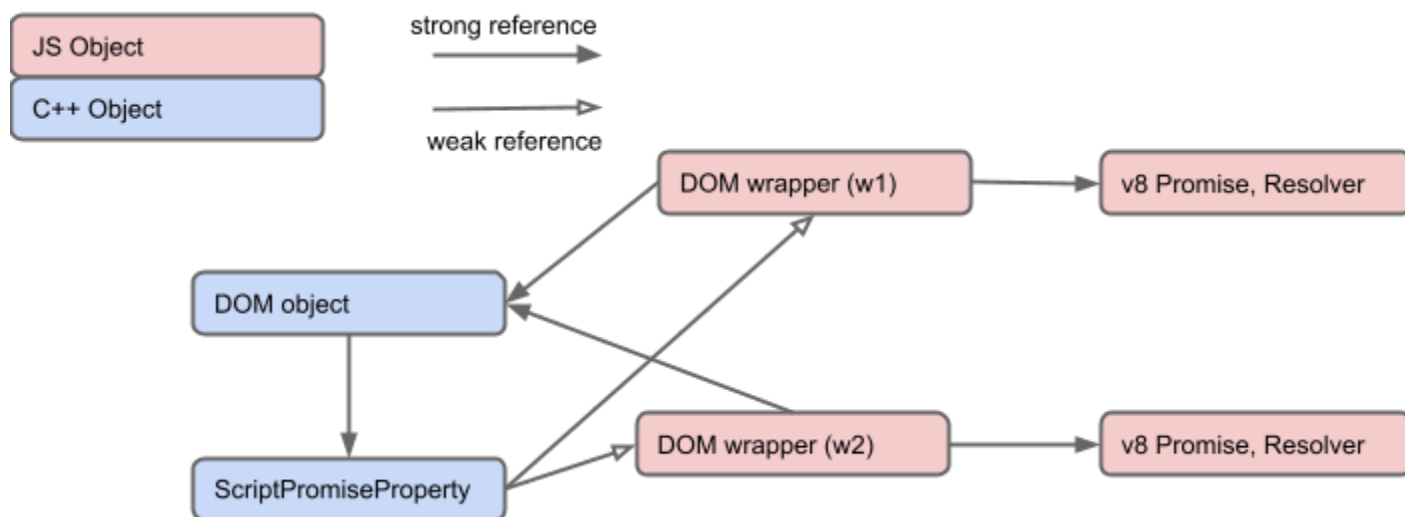 JS Object
C++ Object
strong reference
weak reference
DOM wrapper (w1)
v8 Promise, Resolver
DOM object
DOM wrapper (w2)
v8 Promise, Resolver
ScriptPromiseProperty